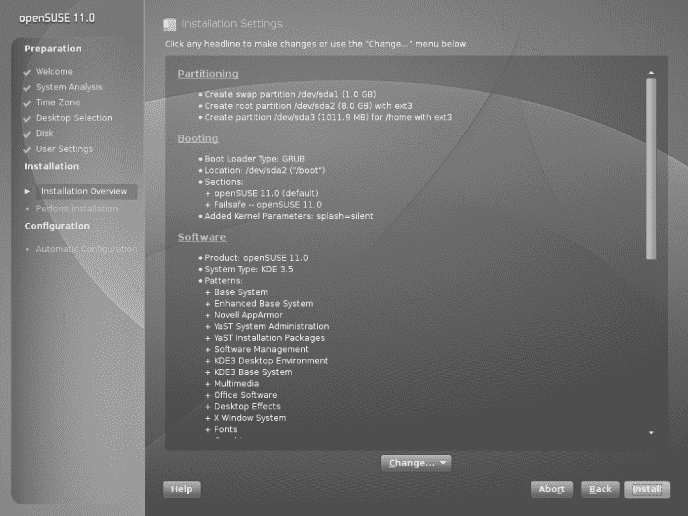 openSUSE 11.0
Preparation
Welcome
System Analysis
Time Zone
Desktop Selection
Disk
User Settings
Installation
Installation Overview
Perform Installation
Configuration
Automatic Configuration
Installation Settings
Click any headline to make changes or use the "Change..." menu below.
Partitioning
• Create swap partition /dev/sda1 (1.0 GB)
• Create root partition /dev/sda2 (8.0 GB) with ext3
• Create partition /dev/sda3 (1011.9 MB) for /home with ext3
Booting
• Boot Loader Type: GRUB
• Location: /dev/sda2 ("/boot")
• Sections:
+ openSUSE 11.0 (default)
+ Failsafe -- openSUSE 11.0
• Added Kernel Parameters: splash=silent
Software
• Product: openSUSE 11.0
• System Type: KDE 3.5
• Patterns:
+ Base System
+ Enhanced Base System
+ Novell AppArmor
+ YaST System Administration
+ YaST Installation Packages
+ Software Management
+ KDE3 Desktop Environment
+ KDE3 Base System
+ Multimedia
+ Office Software
+ Desktop Effects
+ X Window System
+ Fonts
Change...
Help
Abort
Back
Install